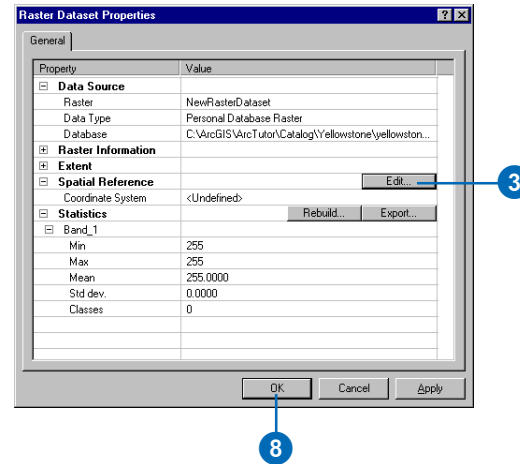 Raster Dataset Properties
General
Property Value
Data Source
Raster NewRasterDataset
Data Type Personal Database Raster
Database C:\ArcGIS\ArcTutor\Catalog\Yellowstone\yellowston...
Raster Information
Extent
Spatial Reference Edit... 3
Coordinate System <Undefined>
Statistics Rebuild... Export...
Band_1
Min 255
Max 255
Mean 255.0000
Std dev. 0.0000
Classes 0
OK Cancel Apply
8